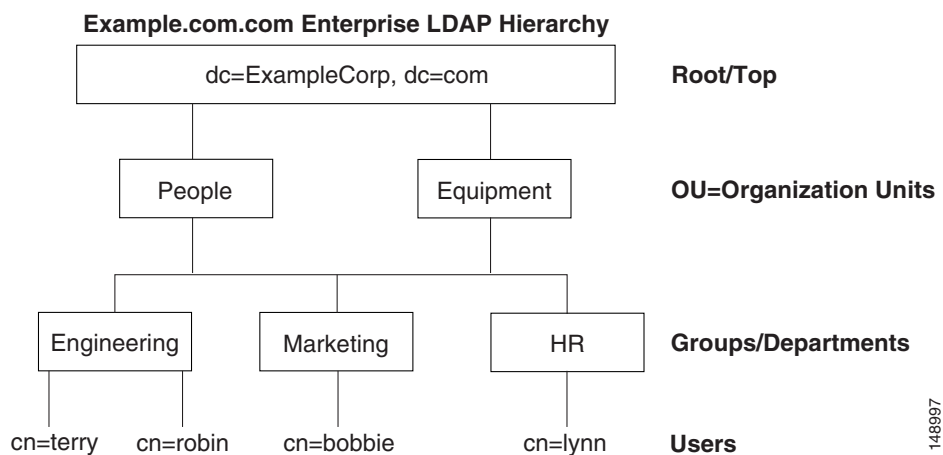 Example.com.com Enterprise LDAP Hierarchy
dc=ExampleCorp, dc=com
Root/Top
People
Equipment
OU=Organization Units
Engineering
Marketing
HR
Groups/Departments
cn=terry
cn=robin
cn=bobbie
cn=lynn
Users
148997